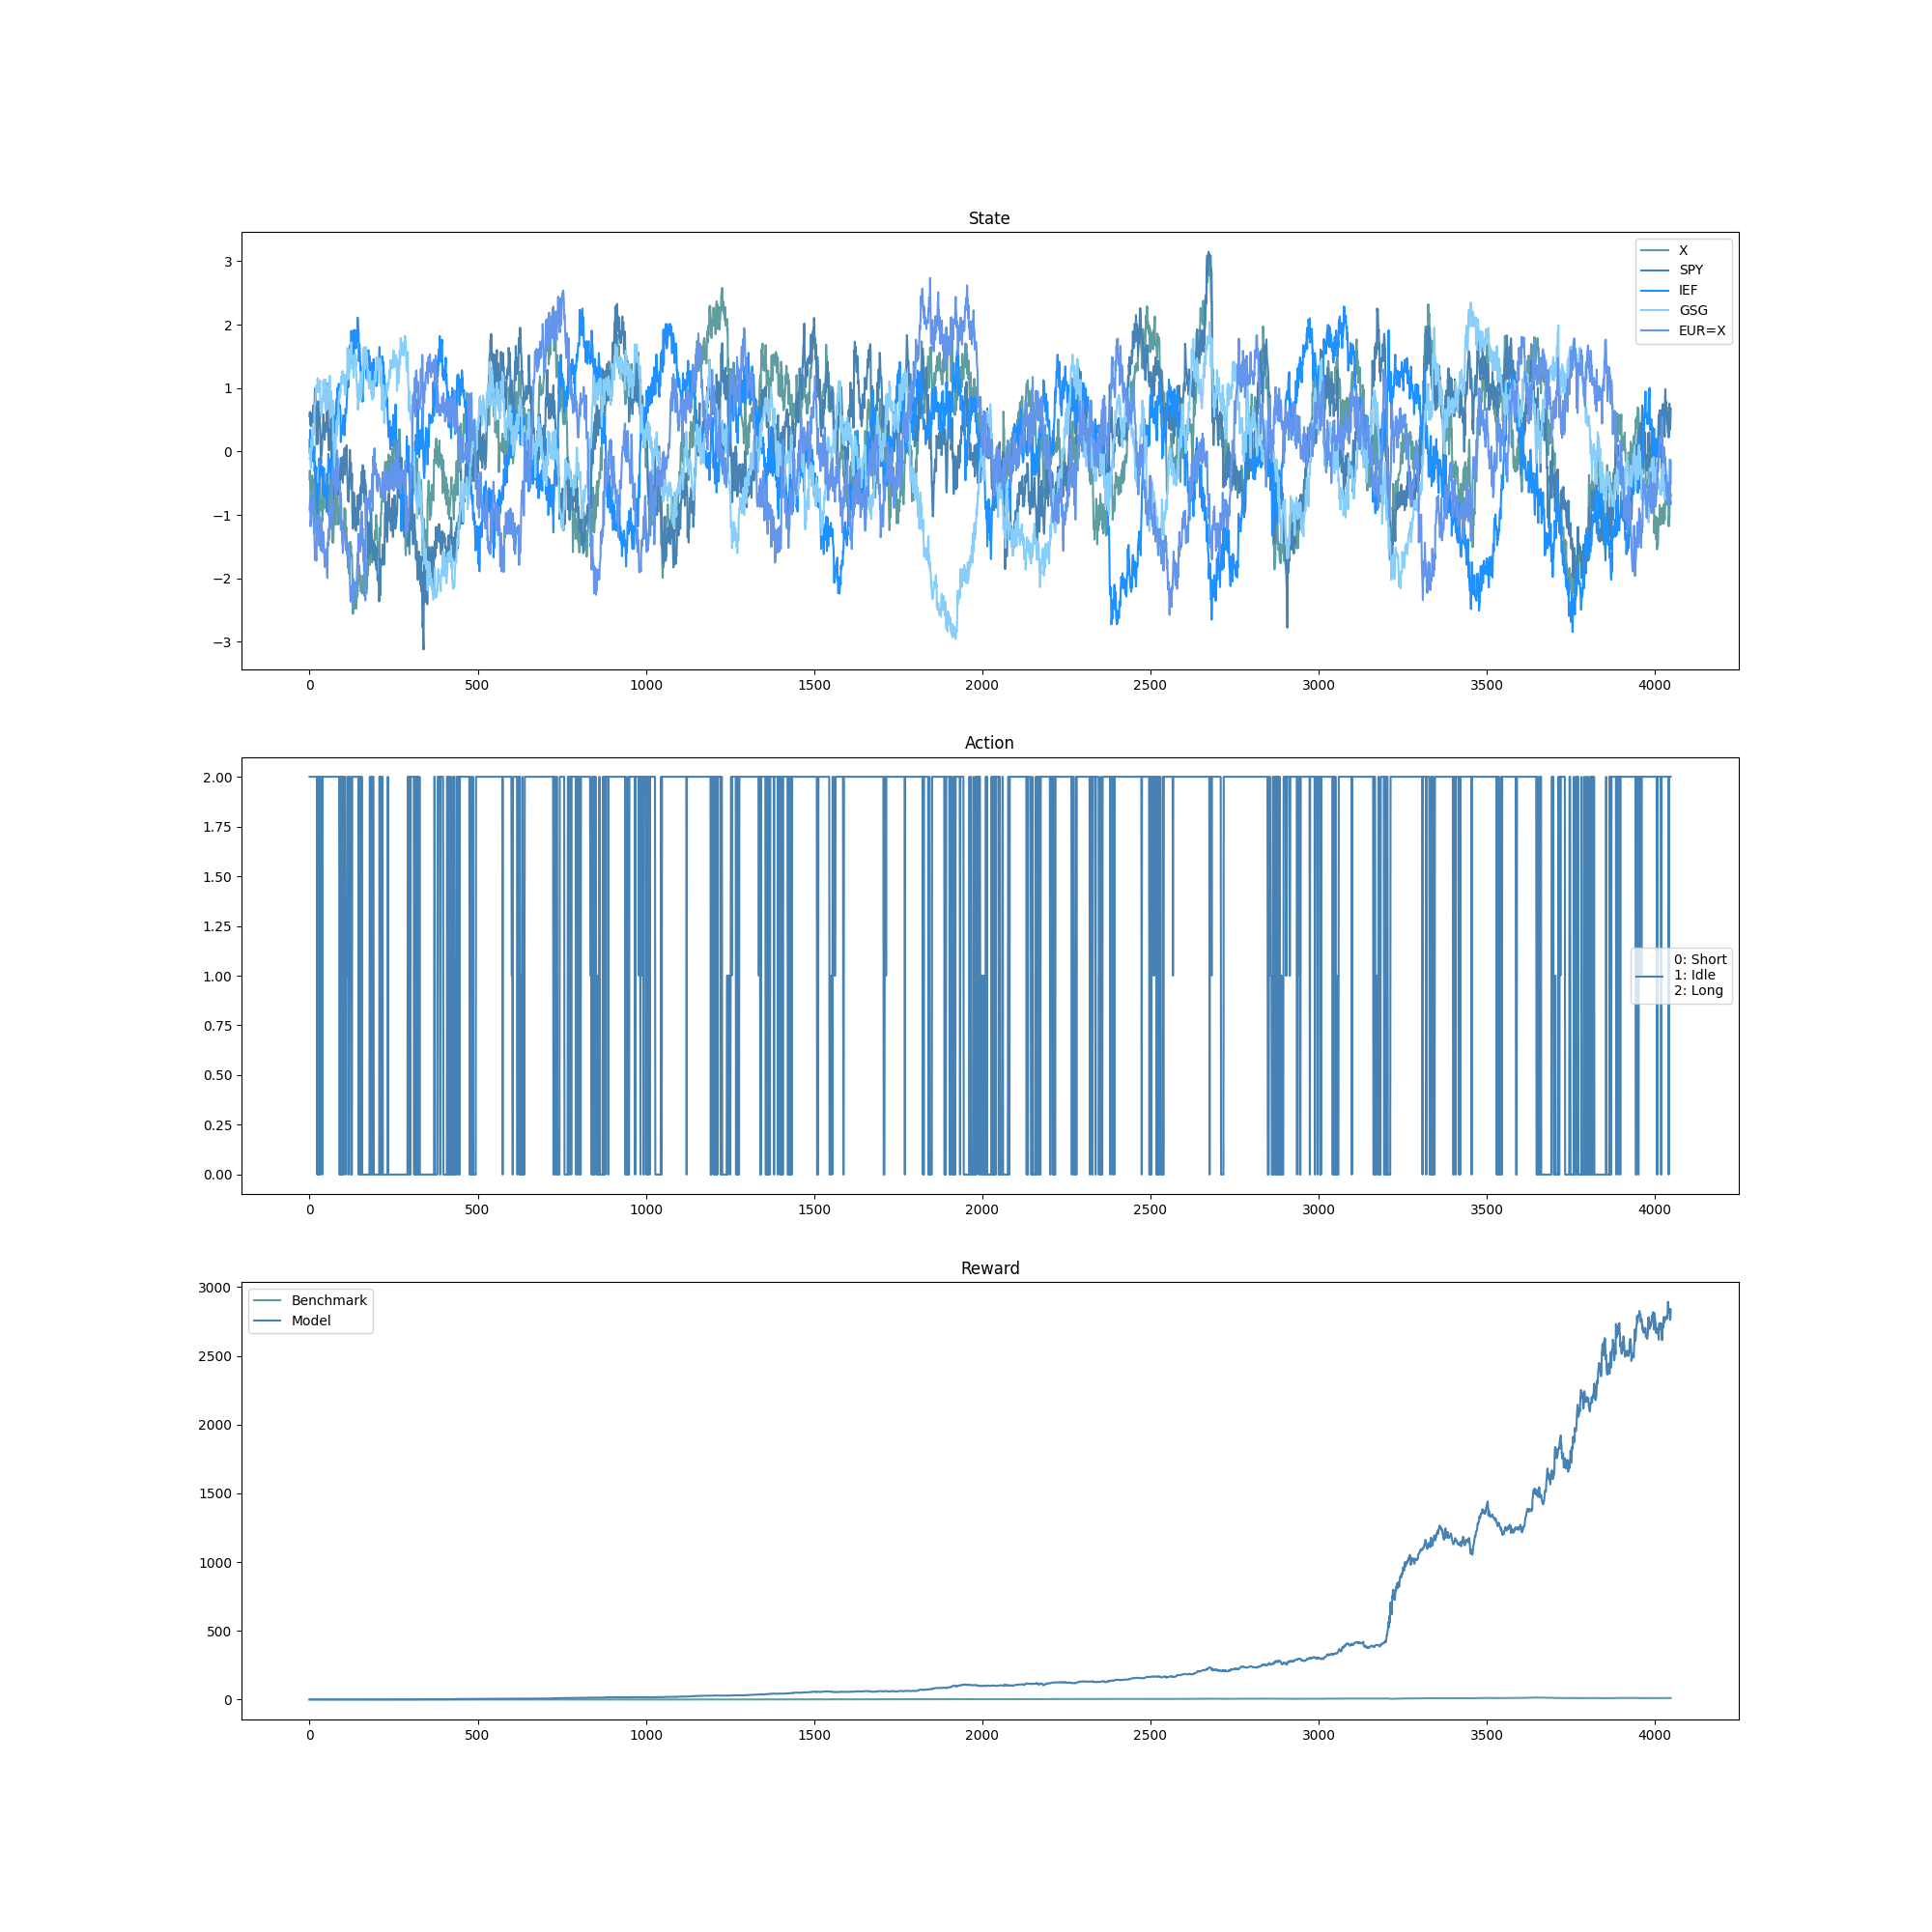 State
3
2
1
0
−1
−2
−3
X
SPY
IEF
GSG
EUR=X
0 500 1000 1500 2000 2500 3000 3500 4000
Action
2.00
1.75
1.50
1.25
1.00
0.75
0.50
0.25
0.00
0: Short
1: Idle
2: Long
0 500 1000 1500 2000 2500 3000 3500 4000
Reward
3000
2500
2000
1500
1000
500
0
Benchmark
Model
0 500 1000 1500 2000 2500 3000 3500 4000